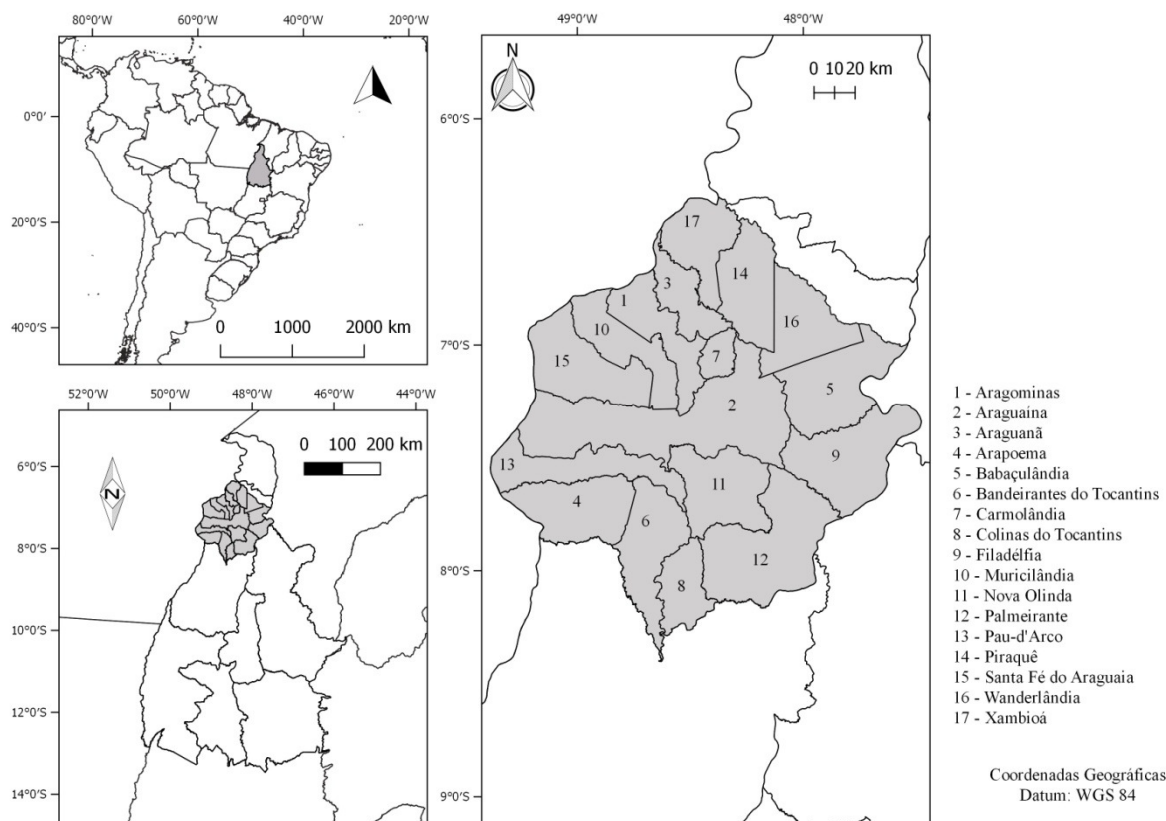 80°0'W 60°0'W 40°0'W 20°0'W
0°0'
20°0'S
40°0'S
0 1000 2000 km
52°0'W 50°0'W 48°0'W 46°0'W 44°0'W
6°0'S
8°0'S
10°0'S
12°0'S
14°0'S
N
0 100 200 km
49°0'W 48°0'W
6°0'S
7°0'S
8°0'S
9°0'S
N
0 10 20 km
17
14
3
1
16
10
7
15
5
2
9
13
11
4
6
12
8
1 - Aragominas
2 - Araguaína
3 - Araguanã
4 - Arapoema
5 - Babaçulândia
6 - Bandeirantes do Tocantins
7 - Carmolândia
8 - Colinas do Tocantins
9 - Filadélfia
10 - Muricilândia
11 - Nova Olinda
12 - Palmeirante
13 - Pau-d'Arco
14 - Piraquê
15 - Santa Fé do Araguaia
16 - Wanderlândia
17 - Xambioá
Coordenadas Geográficas
Datum: WGS 84